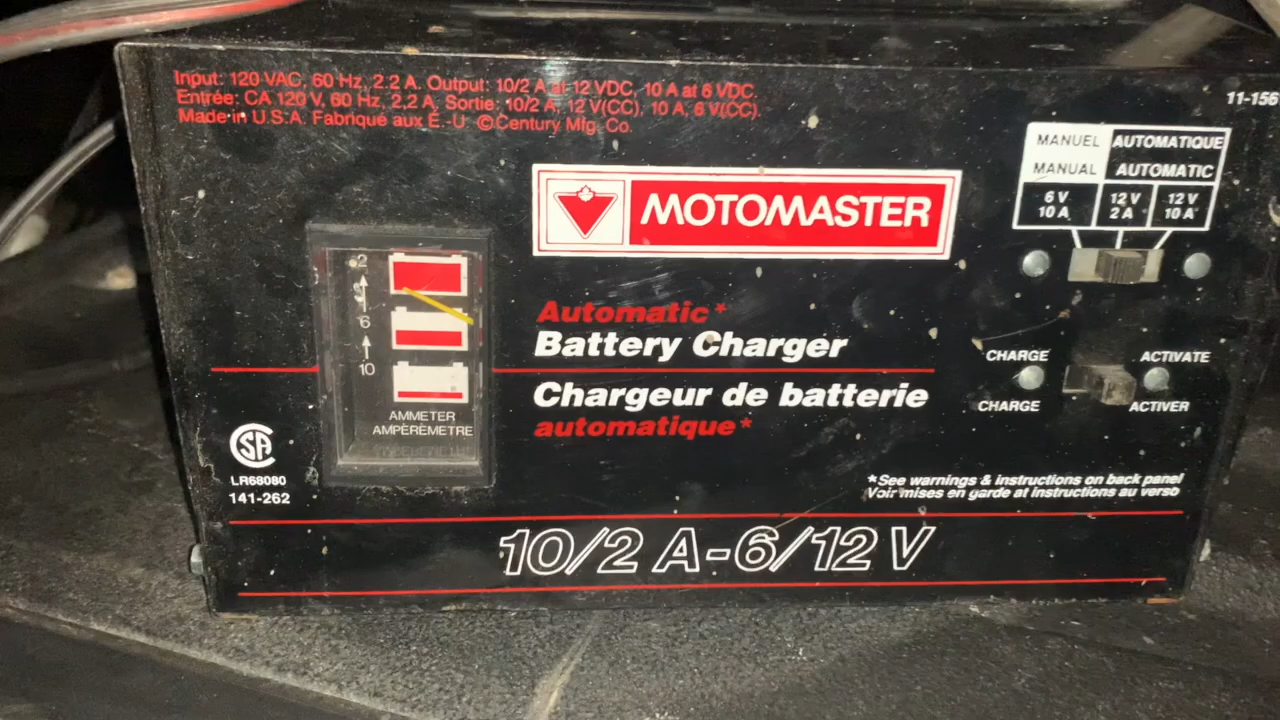 Input: 120 VAC, 60 Hz, 2.2 A. Output: 10/2 A at 12 VDC, 10 A at 6 VDC.
Entrée: CA 120 V, 60 Hz, 2,2 A, Sortie: 10/2 A, 12 V(CC), 10 A, 6 V(CC).
Made in U.S.A. Fabriqué aux É.-U. ©Century Mfg. Co.
11-156
MANUEL AUTOMATIQUE
MANUAL AUTOMATIC
6 V 12 V 12 V
10 A 2 A 10 A
MOTOMASTER
2
6
10
AMMETER
AMPÈRÈMETRE
Automatic*
Battery Charger
Chargeur de batterie
automatique*
CHARGE ACTIVATE
CHARGE ACTIVER
SA
LR68080
141-262
*See warnings & instructions on back panel
Voir mises en garde at instructions au verso
10/2 A-6/12 V